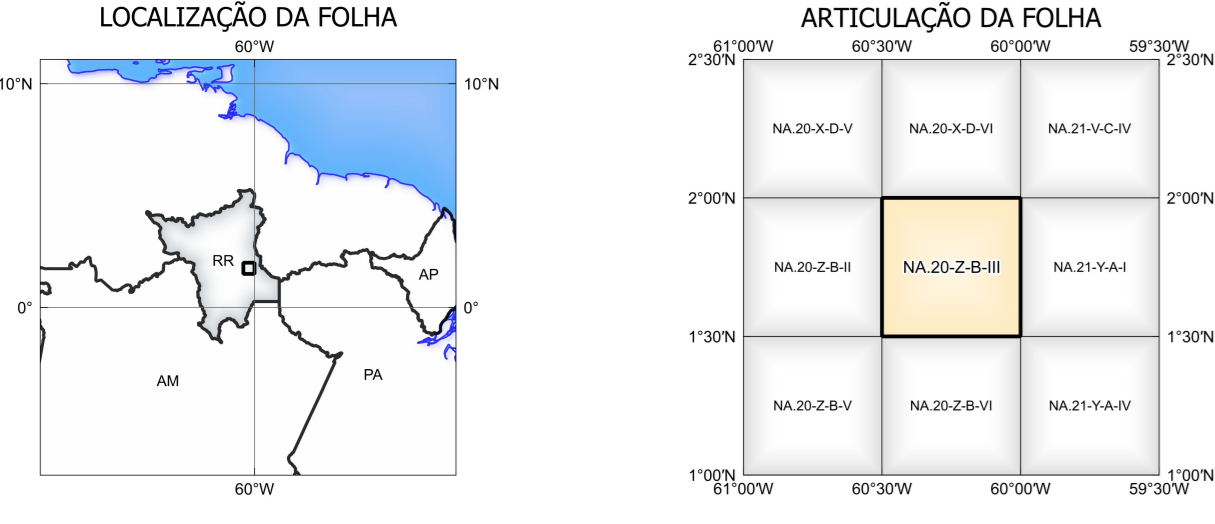 LOCALIZAÇÃO DA FOLHA
60°W
10°N 10°N
RR
AP
0° 0°
AM
PA
60°W
ARTICULAÇÃO DA FOLHA
61°00'W 60°30'W 60°00'W 59°30'W
2°30'N 2°30'N
NA.20-X-D-V NA.20-X-D-VI NA.21-V-C-IV
2°00'N 2°00'N
NA.20-Z-B-II NA.20-Z-B-III NA.21-Y-A-I
1°30'N 1°30'N
NA.20-Z-B-V NA.20-Z-B-VI NA.21-Y-A-IV
1°00'N 1°00'N
61°00'W 60°30'W 60°00'W 59°30'W